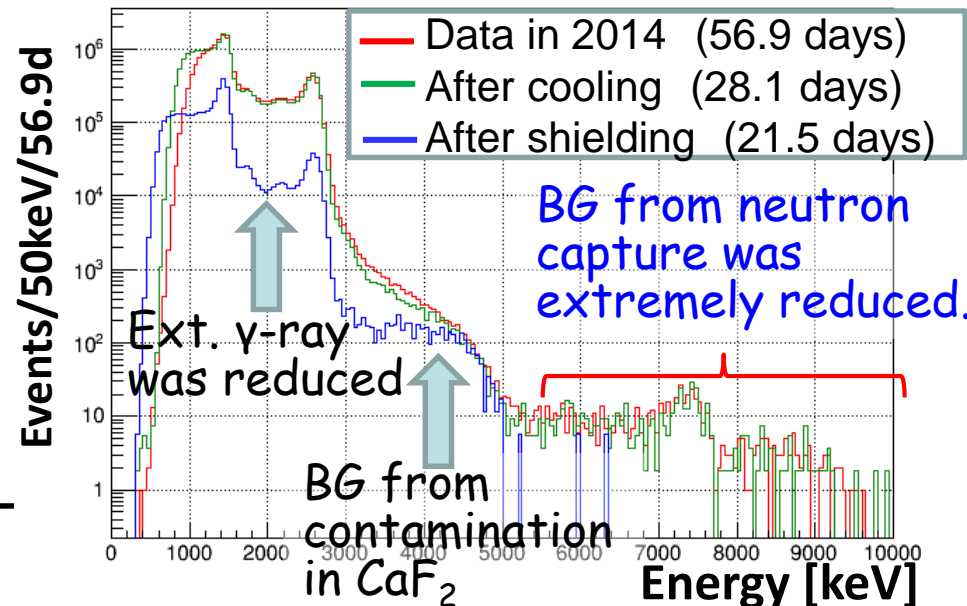 Events/50keV/56.9d
10⁶
10⁵
10⁴
10³
10²
10
1
Data in 2014 (56.9 days)
After cooling (28.1 days)
After shielding (21.5 days)
BG from neutron
capture was
extremely reduced.
Ext. γ-ray
was reduced
BG from
contamination
in CaF₂
0 1000 2000 3000 4000 5000 6000 7000 8000 9000 10000
Energy [keV]